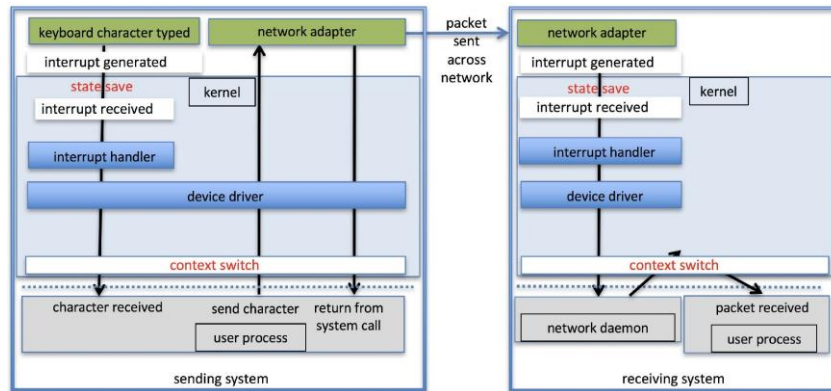 keyboard character typed
network adapter
interrupt generated
state save
kernel
interrupt received
interrupt handler
device driver
context switch
character received
send character
return from
system call
user process
sending system
packet
sent
across
network
network adapter
interrupt generated
state save
kernel
interrupt received
interrupt handler
device driver
context switch
network daemon
packet received
user process
receiving system